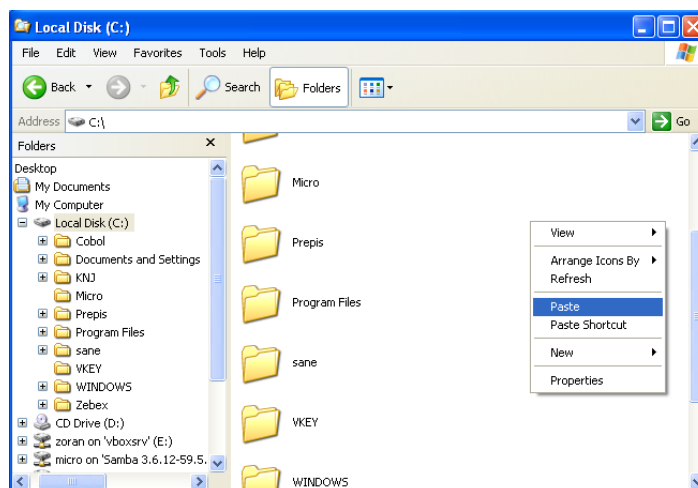 Local Disk (C:)
File Edit View Favorites Tools Help
Back Search Folders
Address C:\ Go
Folders x
Desktop
My Documents
My Computer
Local Disk (C:)
Cobol
Documents and Settings
KNJ
Micro
Prepis
Program Files
sane
VKEY
WINDOWS
Zebex
CD Drive (D:)
zoran on 'vboxsrv' (E:)
micro on 'Samba 3.6.12-59.5.
Micro
Prepis
Program Files
sane
VKEY
WINDOWS
View
Arrange Icons By
Refresh
Paste
Paste Shortcut
New
Properties